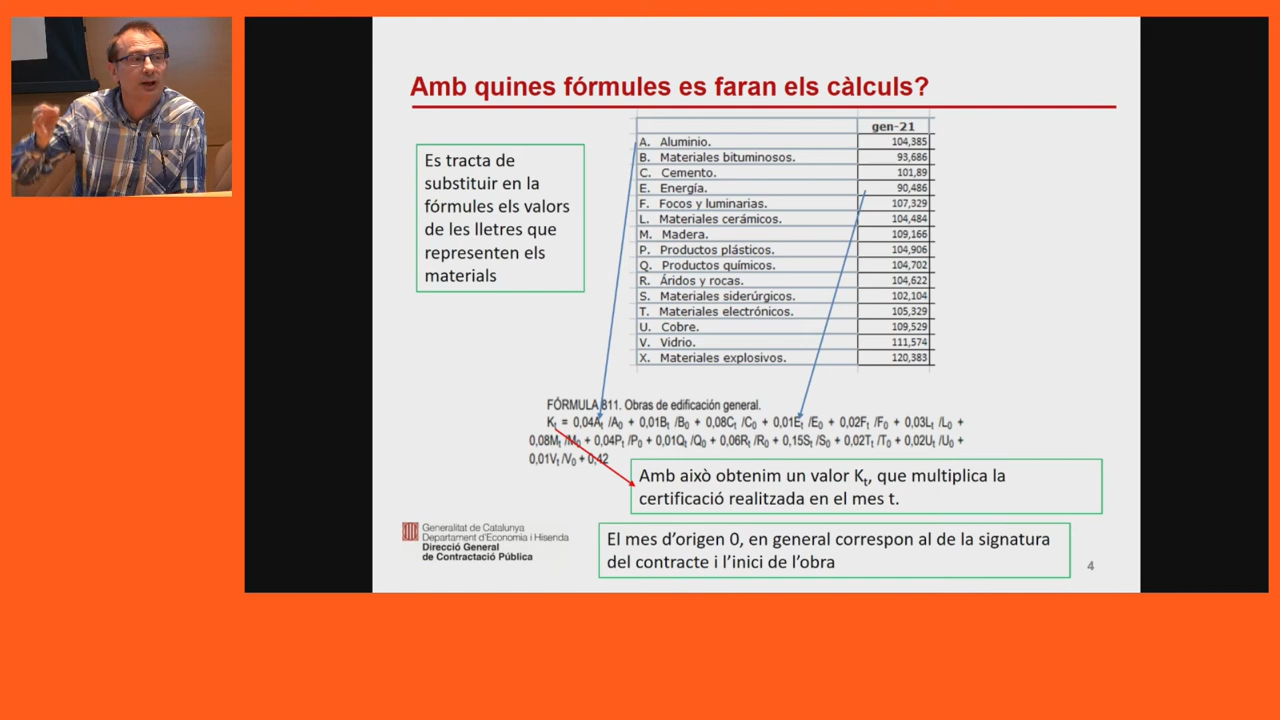 Amb quines fórmules es faran els càlculs?
Es tracta de
substituir en la
fórmules els valors
de les lletres que
representen els
materials
gen-21
A. Aluminio. 104,385
B. Materiales bituminosos. 93,686
C. Cemento. 101,89
E. Energía. 90,486
F. Focos y luminarias. 107,329
L. Materiales cerámicos. 104,484
M. Madera. 109,166
P. Productos plásticos. 104,906
Q. Productos químicos. 104,702
R. Áridos y rocas. 104,622
S. Materiales siderúrgicos. 102,104
T. Materiales electrónicos. 105,329
U. Cobre. 109,529
V. Vidrio. 111,574
X. Materiales explosivos. 120,383
FÓRMULA 811. Obras de edificación general.
Kt = 0,04At /A0 + 0,01Bt /B0 + 0,08Ct /C0 + 0,01Et /E0 + 0,02Ft /F0 + 0,03Lt /L0 +
0,08Mt /M0 + 0,04Pt /P0 + 0,01Qt /Q0 + 0,06Rt /R0 + 0,15St /S0 + 0,02Tt /T0 + 0,02Ut /U0 +
0,01Vt /V0 + 0,42
Amb això obtenim un valor Kt, que multiplica la
certificació realitzada en el mes t.
Generalitat de Catalunya
Departament d'Economia i Hisenda
Direcció General
de Contractació Pública
El mes d'origen 0, en general correspon al de la signatura
del contracte i l'inici de l'obra
4